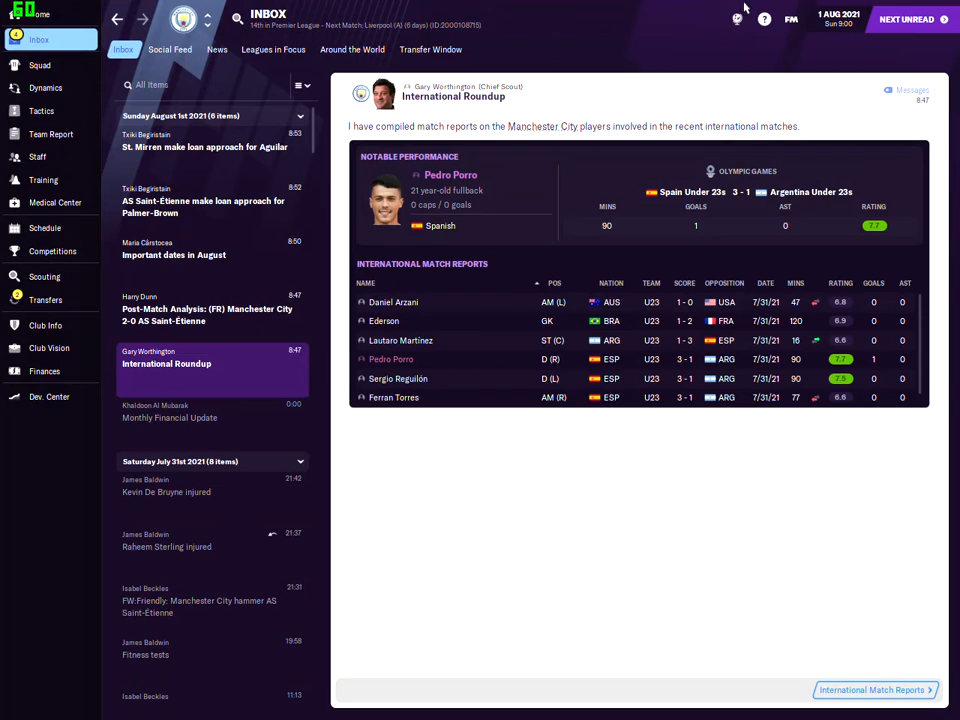 60
ome
INBOX
14th in Premier League - Next Match: Liverpool (A) (6 days) (ID:2000108715)
?
FM
1 AUG 2021
Sun 9:00
NEXT UNREAD
4
Inbox
Squad
Dynamics
Tactics
Team Report
Staff
Training
Medical Center
Schedule
Competitions
Scouting
2
Transfers
Club Info
Club Vision
Finances
Dev. Center
Inbox
Social Feed
News
Leagues in Focus
Around the World
Transfer Window
All Items
Sunday August 1st 2021 (6 items)
Txiki Begiristain 8:53
St. Mirren make loan approach for Aguilar
Txiki Begiristain 8:52
AS Saint-Étienne make loan approach for
Palmer-Brown
Maria Cârstocea 8:50
Important dates in August
Harry Dunn 8:47
Post-Match Analysis: (FR) Manchester City
2-0 AS Saint-Étienne
Gary Worthington 8:47
International Roundup
Khaldoon Al Mubarak 0:00
Monthly Financial Update
Saturday July 31st 2021 (8 items)
James Baldwin 21:42
Kevin De Bruyne injured
James Baldwin 21:37
Raheem Sterling injured
Isabel Beckles 21:31
FW:Friendly: Manchester City hammer AS
Saint-Étienne
James Baldwin 19:58
Fitness tests
Isabel Beckles 11:13
Gary Worthington (Chief Scout)
International Roundup
Messages
8:47
I have compiled match reports on the Manchester City players involved in the recent international matches.
NOTABLE PERFORMANCE
Pedro Porro
21 year-old fullback
0 caps / 0 goals
Spanish
OLYMPIC GAMES
Spain Under 23s 3 - 1 Argentina Under 23s
MINS GOALS AST RATING
90 1 0 7.7
INTERNATIONAL MATCH REPORTS
NAME POS NATION TEAM SCORE OPPOSITION DATE MINS RATING GOALS AST
Daniel Arzani AM (L) AUS U23 1 - 0 USA 7/31/21 47 6.8 0 0
Ederson GK BRA U23 1 - 2 FRA 7/31/21 120 6.9 0 0
Lautaro Martínez ST (C) ARG U23 1 - 3 ESP 7/31/21 16 6.6 0 0
Pedro Porro D (R) ESP U23 3 - 1 ARG 7/31/21 90 7.7 1 0
Sergio Reguilón D (L) ESP U23 3 - 1 ARG 7/31/21 90 7.5 0 0
Ferran Torres AM (R) ESP U23 3 - 1 ARG 7/31/21 77 6.6 0 0
International Match Reports